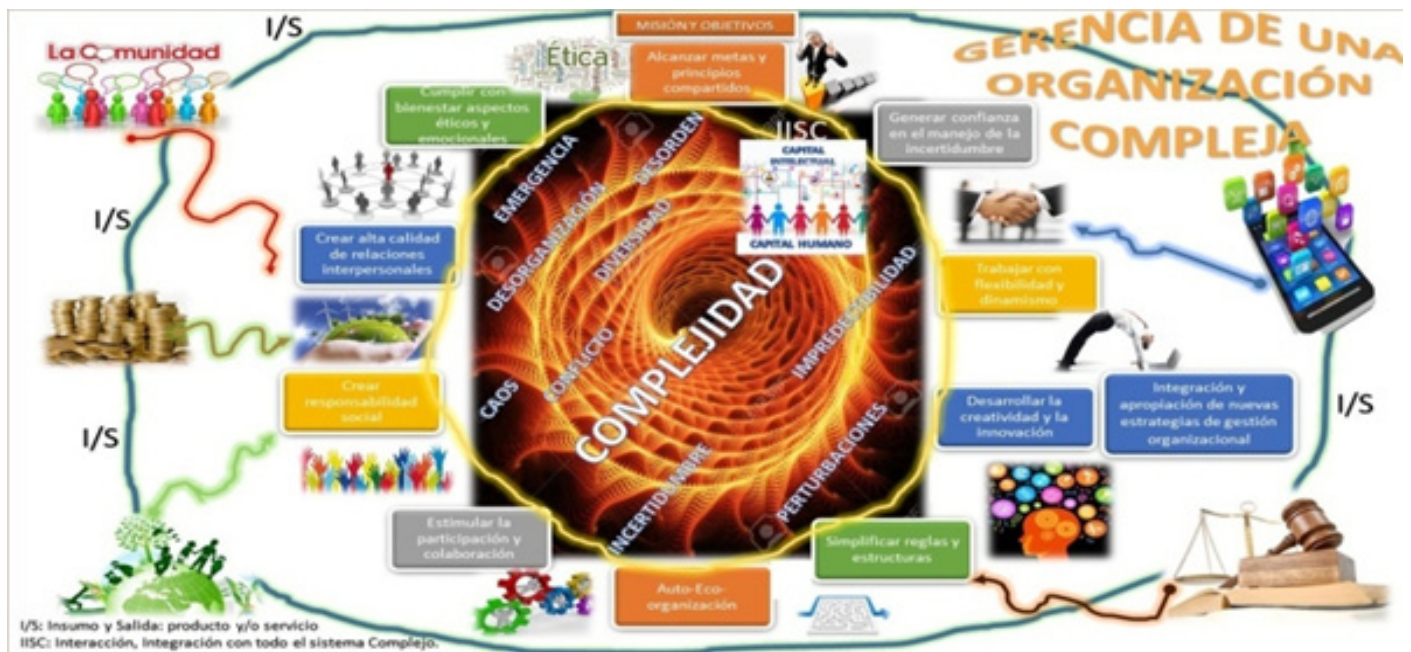 I/S
La Comunidad
MISIÓN Y OBJETIVOS
Ética
Alcanzar metas y
principios
compartidos
GERENCIA DE UNA
ORGANIZACIÓN
COMPLEJA
Cumplir con
bienestar aspectos
éticos y
emocionales
Generar confianza
en el manejo de la
incertidumbre
IISC
CAPITAL
INTELECTUAL
CAPITAL HUMANO
EMERGENCIA
DESORDEN
DESORGANIZACIÓN
DIVERSIDAD
I/S
Crear alta calidad
de relaciones
interpersonales
Trabajar con
flexibilidad y
dinamismo
CAOS
CONFLICTO
COMPLEJIDAD
IMPREDESIBILIDAD
Crear
responsabilidad
social
Desarrollar la
creatividad y la
innovación
Integración y
apropiación de nuevas
estrategias de gestión
organizacional
I/S
I/S
INCERTIDUMBRE
PERTURBACIONES
Estimular la
participación y
colaboración
Simplificar reglas y
estructuras
Auto-Eco-
organización
I/S: Insumo y Salida: producto y/o servicio
IISC: Interacción, Integración con todo el sistema Complejo.